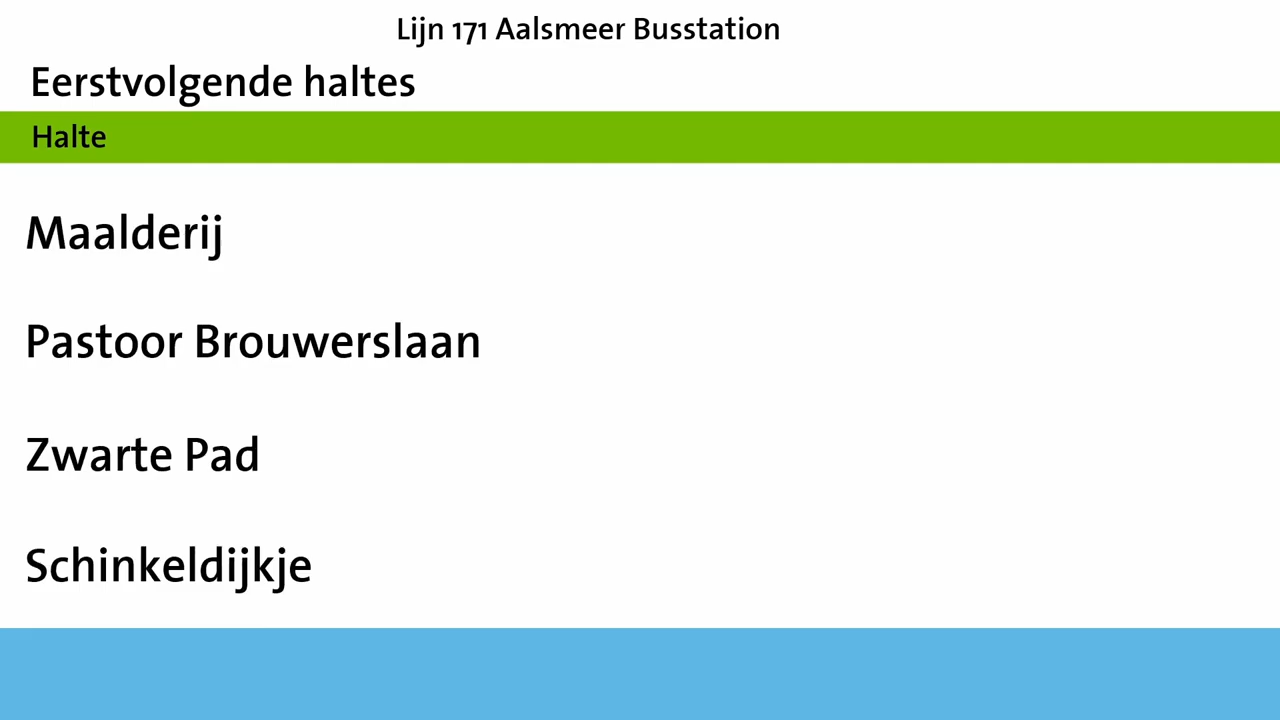 Lijn 171 Aalsmeer Busstation
Eerstvolgende haltes
Halte
Maalderij
Pastoor Brouwerslaan
Zwarte Pad
Schinkeldijkje